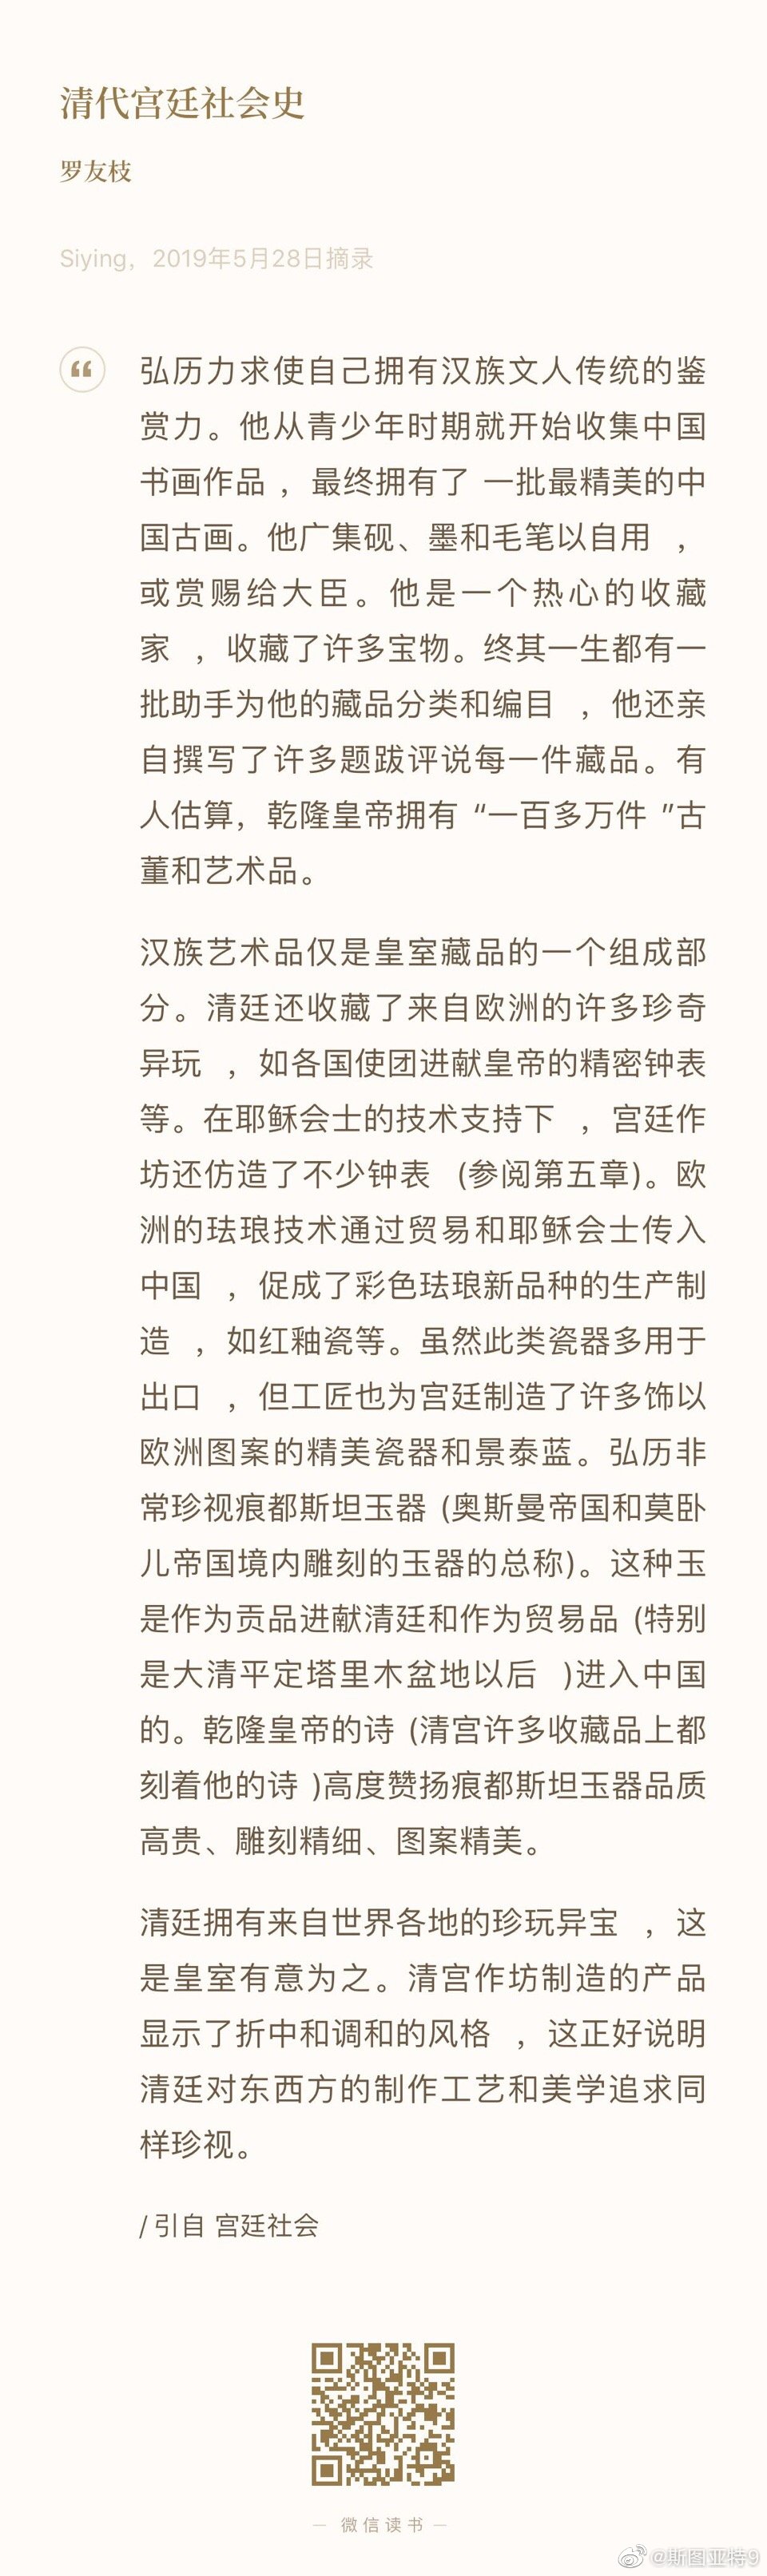 清代宫廷社会史
罗友枝
Siying，2019年5月28日摘录
弘历力求使自己拥有汉族文人传统的鉴
赏力。他从青少年时期就开始收集中国
书画作品 ，最终拥有了 一批最精美的中
国古画。他广集砚、墨和毛笔以自用 ，
或赏赐给大臣。他是一个热心的收藏
家 ，收藏了许多宝物。终其一生都有一
批助手为他的藏品分类和编目 ，他还亲
自撰写了许多题跋评说每一件藏品。有
人估算，乾隆皇帝拥有 “一百多万件 ”古
董和艺术品。
汉族艺术品仅是皇室藏品的一个组成部
分。清廷还收藏了来自欧洲的许多珍奇
异玩 ，如各国使团进献皇帝的精密钟表
等。在耶稣会士的技术支持下 ，宫廷作
坊还仿造了不少钟表 (参阅第五章)。欧
洲的珐琅技术通过贸易和耶稣会士传入
中国 ，促成了彩色珐琅新品种的生产制
造 ，如红釉瓷等。虽然此类瓷器多用于
出口 ，但工匠也为宫廷制造了许多饰以
欧洲图案的精美瓷器和景泰蓝。弘历非
常珍视痕都斯坦玉器 (奥斯曼帝国和莫卧
儿帝国境内雕刻的玉器的总称)。这种玉
是作为贡品进献清廷和作为贸易品 (特别
是大清平定塔里木盆地以后 )进入中国
的。乾隆皇帝的诗 (清宫许多收藏品上都
刻着他的诗 )高度赞扬痕都斯坦玉器品质
高贵、雕刻精细、图案精美。
清廷拥有来自世界各地的珍玩异宝 ，这
是皇室有意为之。清宫作坊制造的产品
显示了折中和调和的风格 ，这正好说明
清廷对东西方的制作工艺和美学追求同
样珍视。
/ 引自 宫廷社会
— 微信读书 —
@斯图亚特9